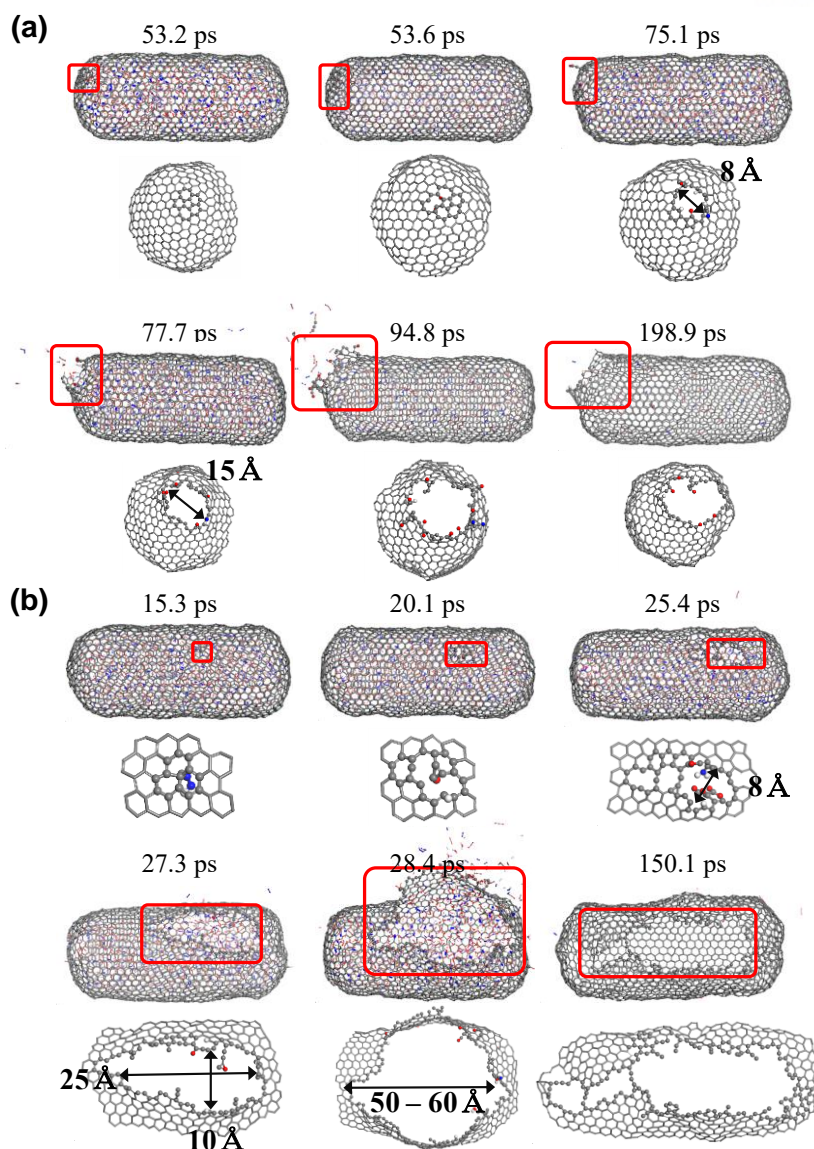 (a)
53.2 ps
53.6 ps
75.1 ps
8 Å
77.7 ps
94.8 ps
198.9 ps
15 Å
(b)
15.3 ps
20.1 ps
25.4 ps
8 Å
27.3 ps
28.4 ps
150.1 ps
25 Å
10 Å
50 – 60 Å